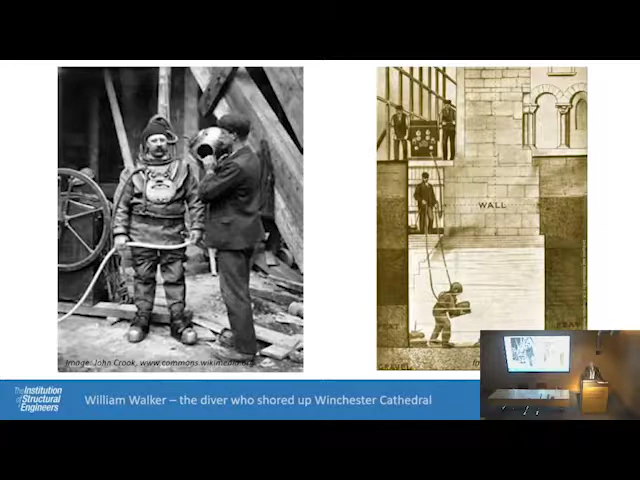 WALL
PEAT
GRAVEL
Image: John Crook, www.commons.wikimedia.org
The Institution
of Structural
Engineers
William Walker – the diver who shored up Winchester Cathedral